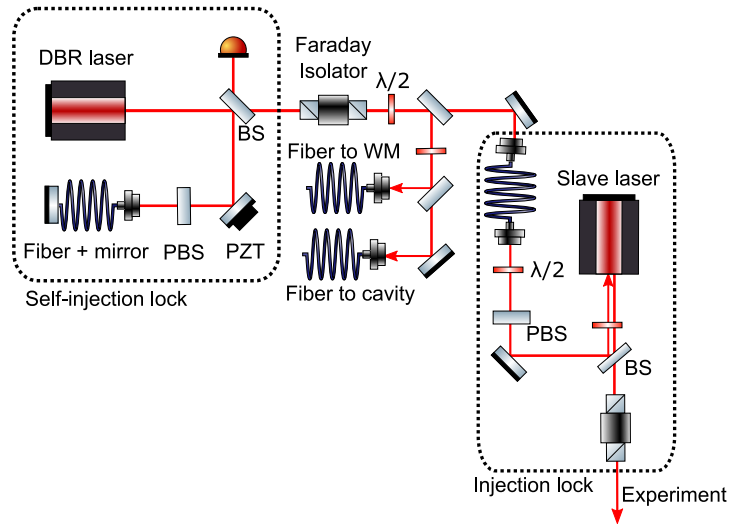 DBR laser
BS
Faraday
Isolator
λ/2
Fiber to WM
Fiber + mirror
PBS
PZT
Self-injection lock
Fiber to cavity
Slave laser
λ/2
PBS
BS
Injection lock
Experiment